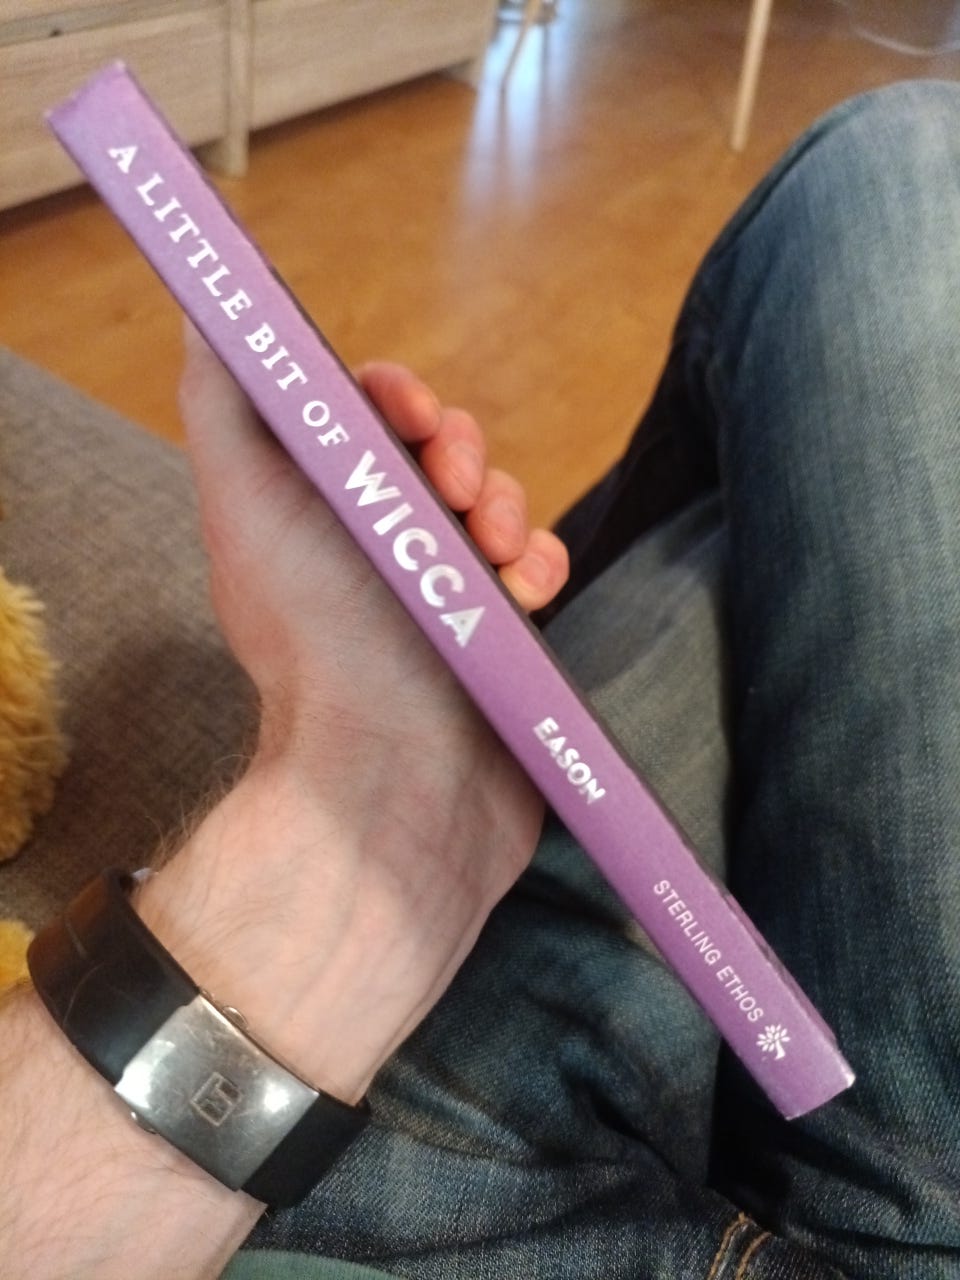 A LITTLE BIT OF WICCA
EASON
STERLING ETHOS